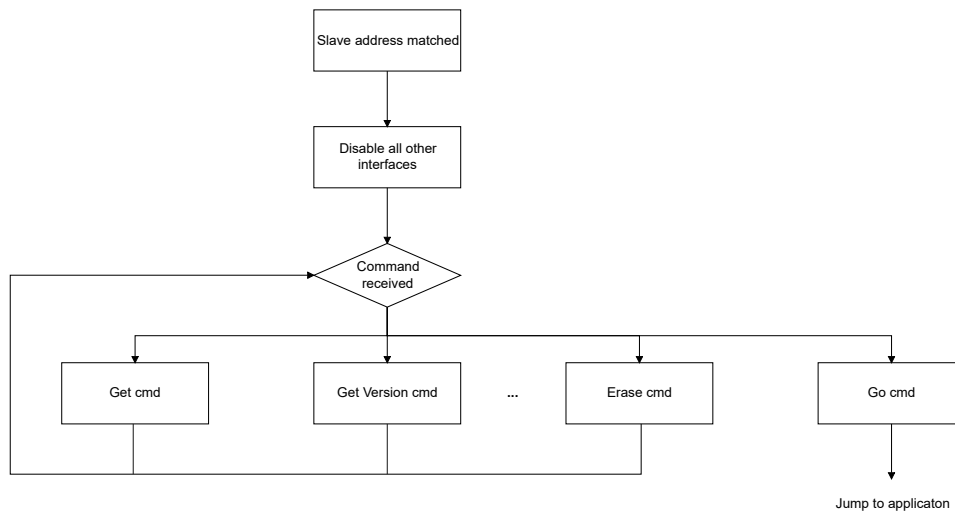 Slave address matched
Disable all other
interfaces
Command
received
Get cmd
Get Version cmd
...
Erase cmd
Go cmd
Jump to applicaton